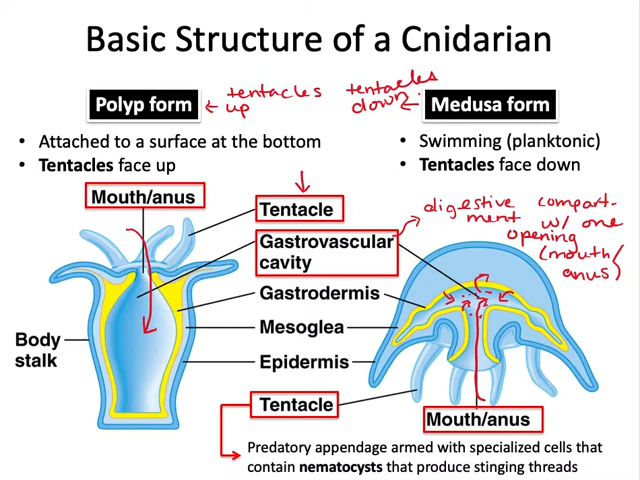 Basic Structure of a Cnidarian
Polyp form
← tentacles
up
tentacles
down ←
Medusa form
• Attached to a surface at the bottom
• Tentacles face up
• Swimming (planktonic)
• Tentacles face down
Mouth/anus
Tentacle
Gastrovascular
cavity
Gastrodermis
Mesoglea
Epidermis
Body
stalk
Tentacle
digestive compart-
ment w/ one
opening
(mouth/
anus)
Mouth/anus
Predatory appendage armed with specialized cells that
contain nematocysts that produce stinging threads